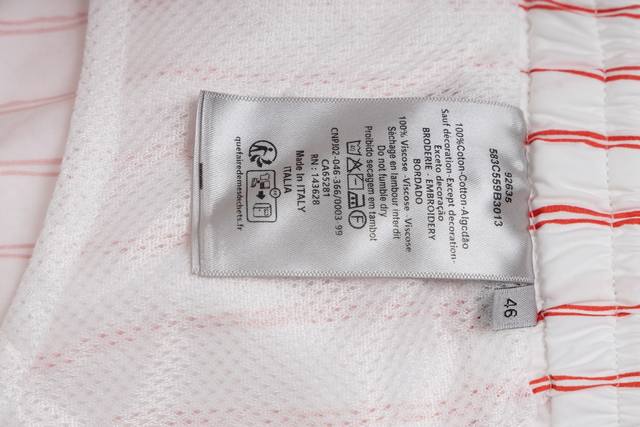 92635
583C559B3013
100%Coton-Cotton-Algodão
Sauf décoration-Except decoration-
Exceto decoração
BRODERIE - EMBROIDERY
BORDADO
100% Viscose -Viscose - Viscose
Séchage en tambour interdit
Do not tumble dry
Proibido secagem em tambot
CNPJ02-046 366/0003-99
CA65281
RN : 143628
Made In ITALY
ITALIA
quefairedemesdechets.fr
46